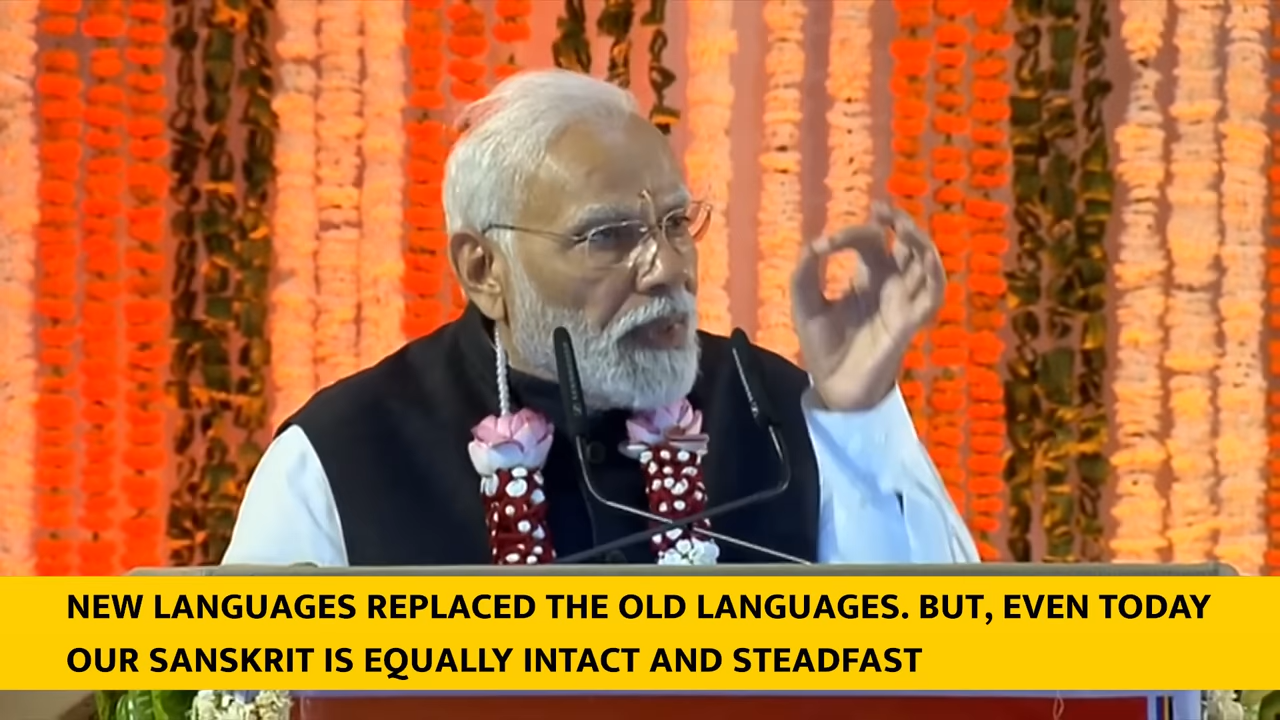 NEW LANGUAGES REPLACED THE OLD LANGUAGES. BUT, EVEN TODAY
OUR SANSKRIT IS EQUALLY INTACT AND STEADFAST